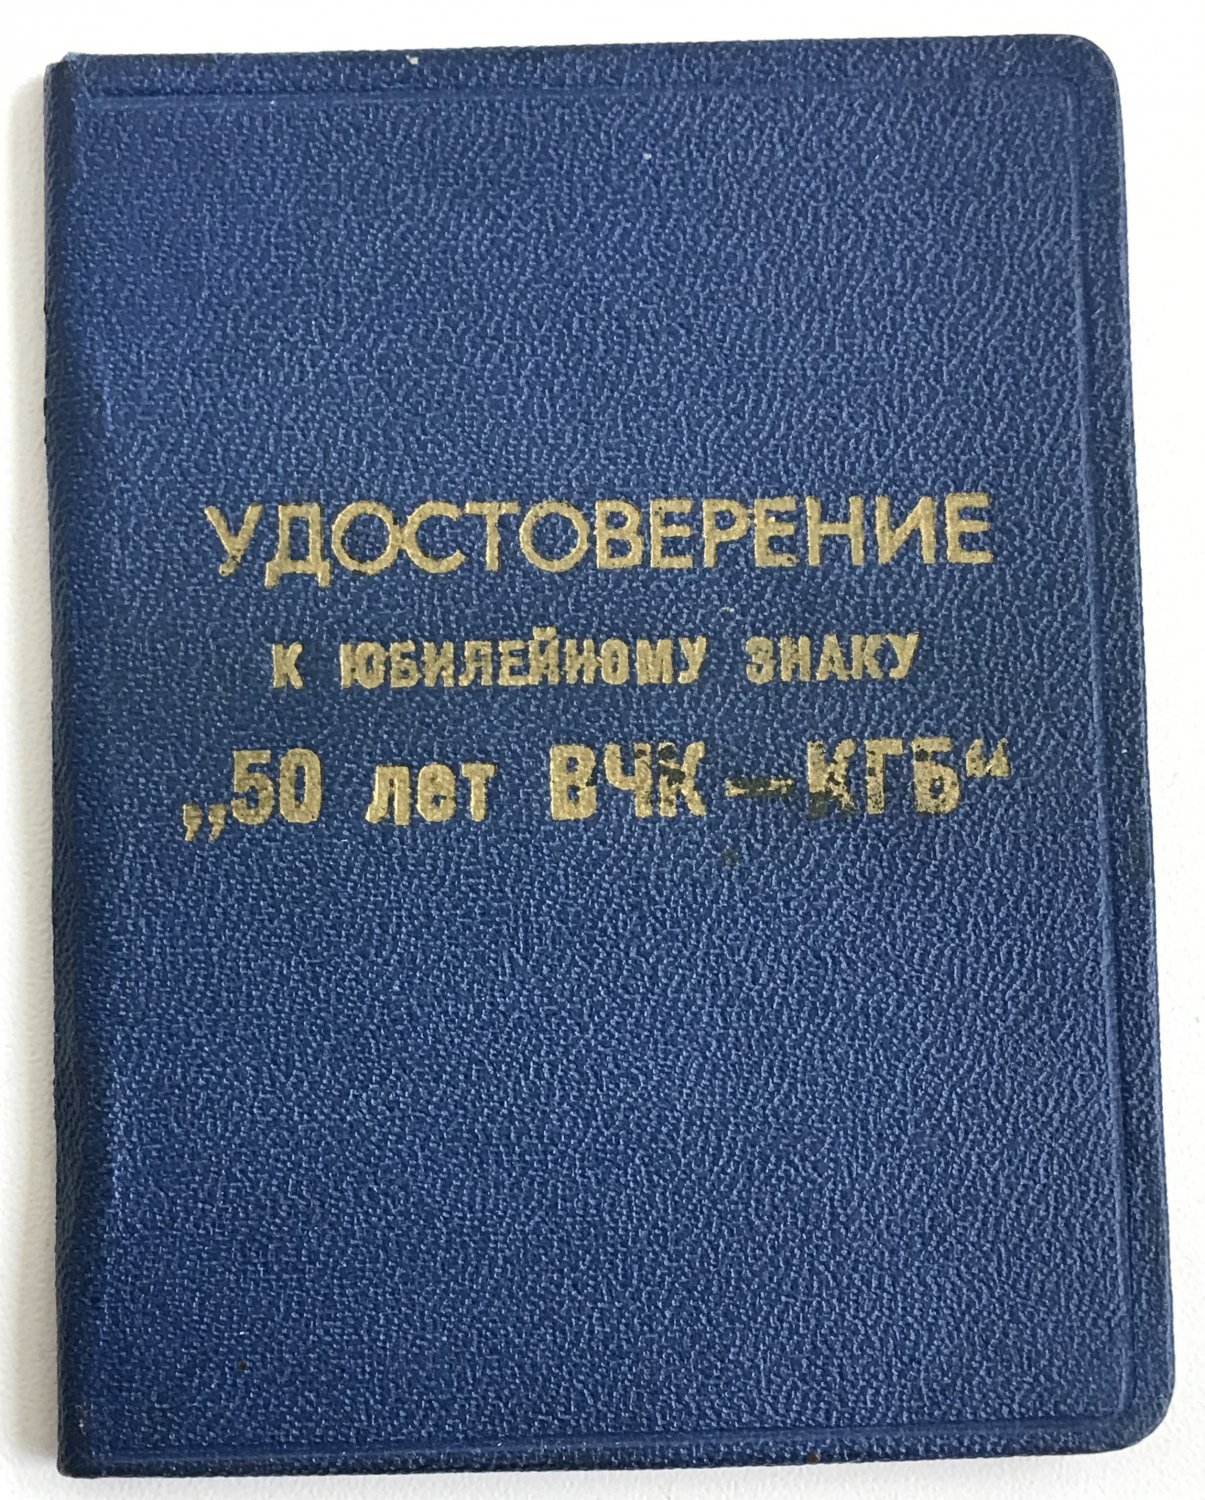 УДОСТОВЕРЕНИЕ
К ЮБИЛЕЙНОМУ ЗНАКУ
„50 лет ВЧК—КГБ“